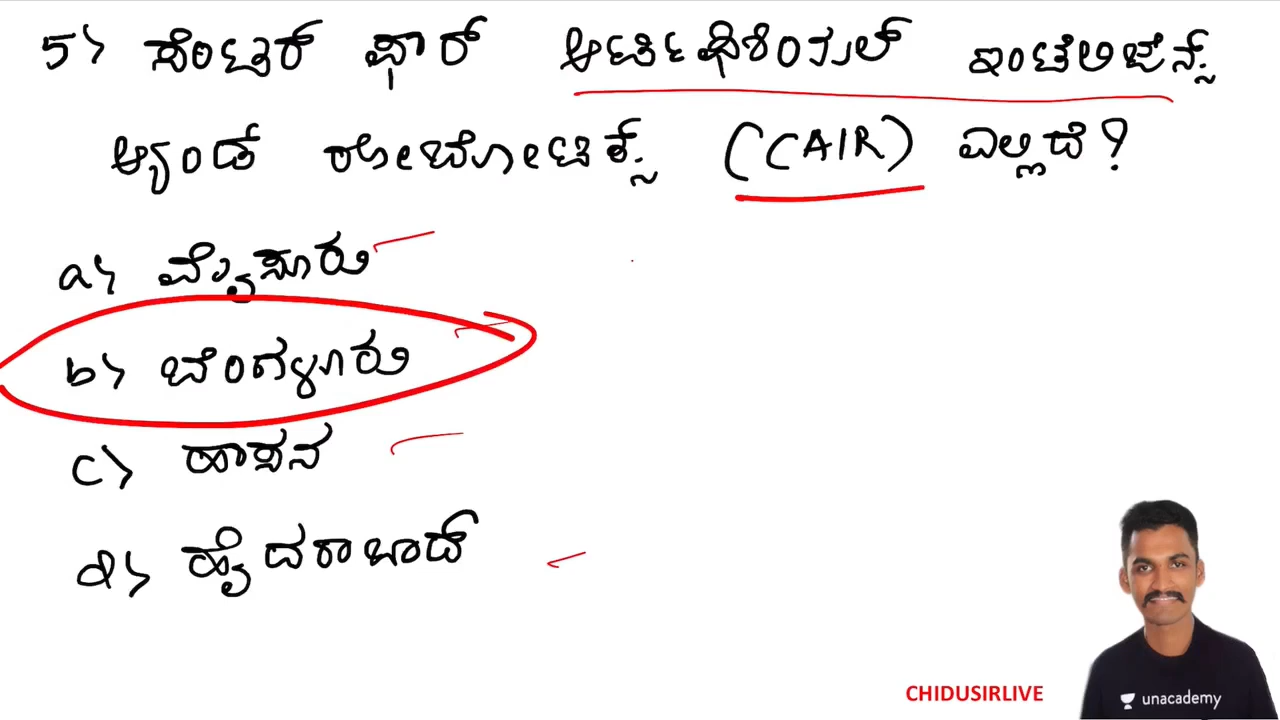 5> ಸೆಂಟರ್ ಫಾರ್ ಆರ್ಟಿಫಿಶಿಯಲ್ ಇಂಟೆಲಿಜೆನ್ಸ್
ಆ್ಯಂಡ್ ರೋಬೋಟಿಕ್ಸ್ (CAIR) ಎಲ್ಲಿದೆ?
a> ಮೈಸೂರು
b> ಬೆಂಗಳೂರು
c> ಹಾಸನ
d> ಹೈದರಾಬಾದ್
CHIDUSIRLIVE
unacademy